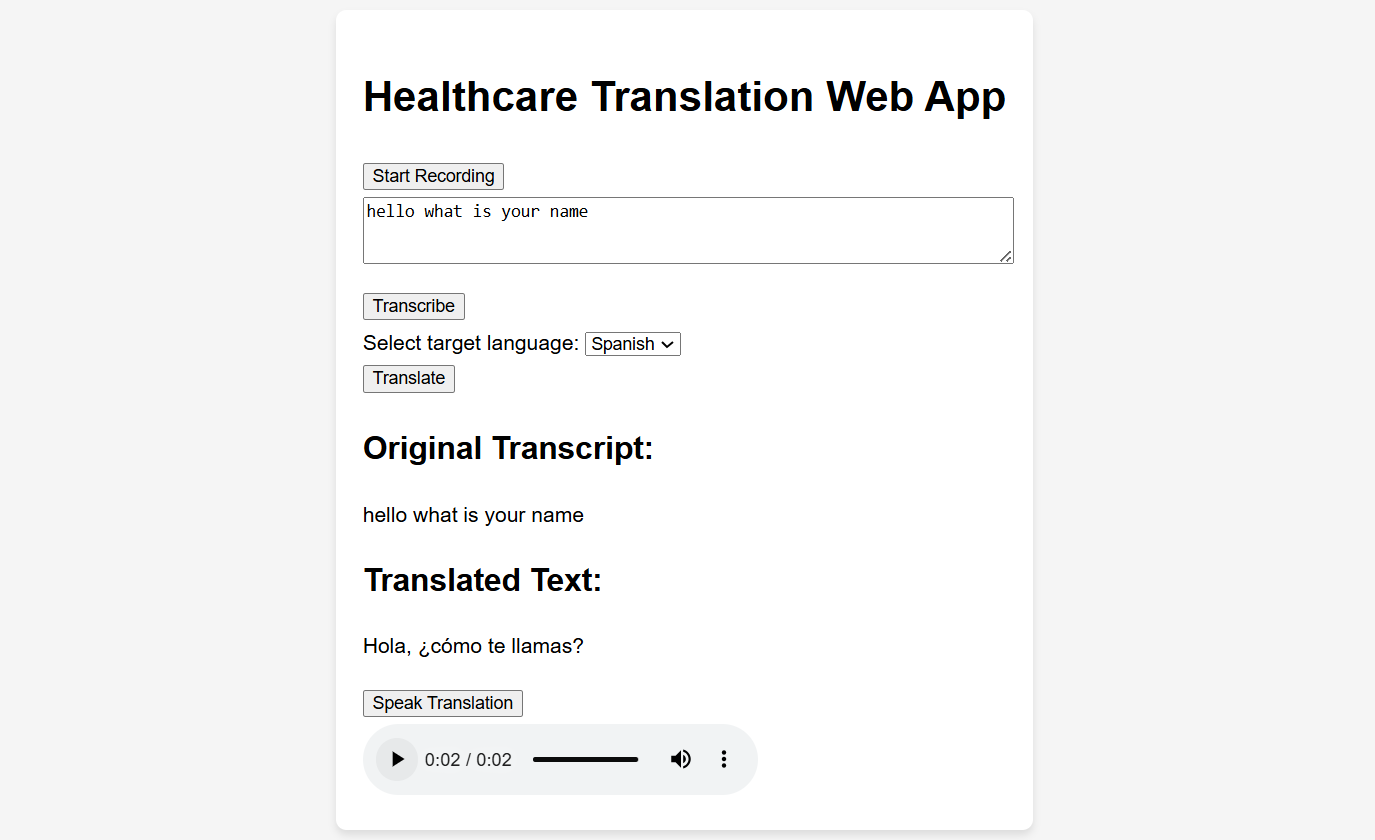 Healthcare Translation Web App
Start Recording
hello what is your name
Transcribe
Select target language: Spanish
Translate
Original Transcript:
hello what is your name
Translated Text:
Hola, ¿cómo te llamas?
Speak Translation
0:02 / 0:02